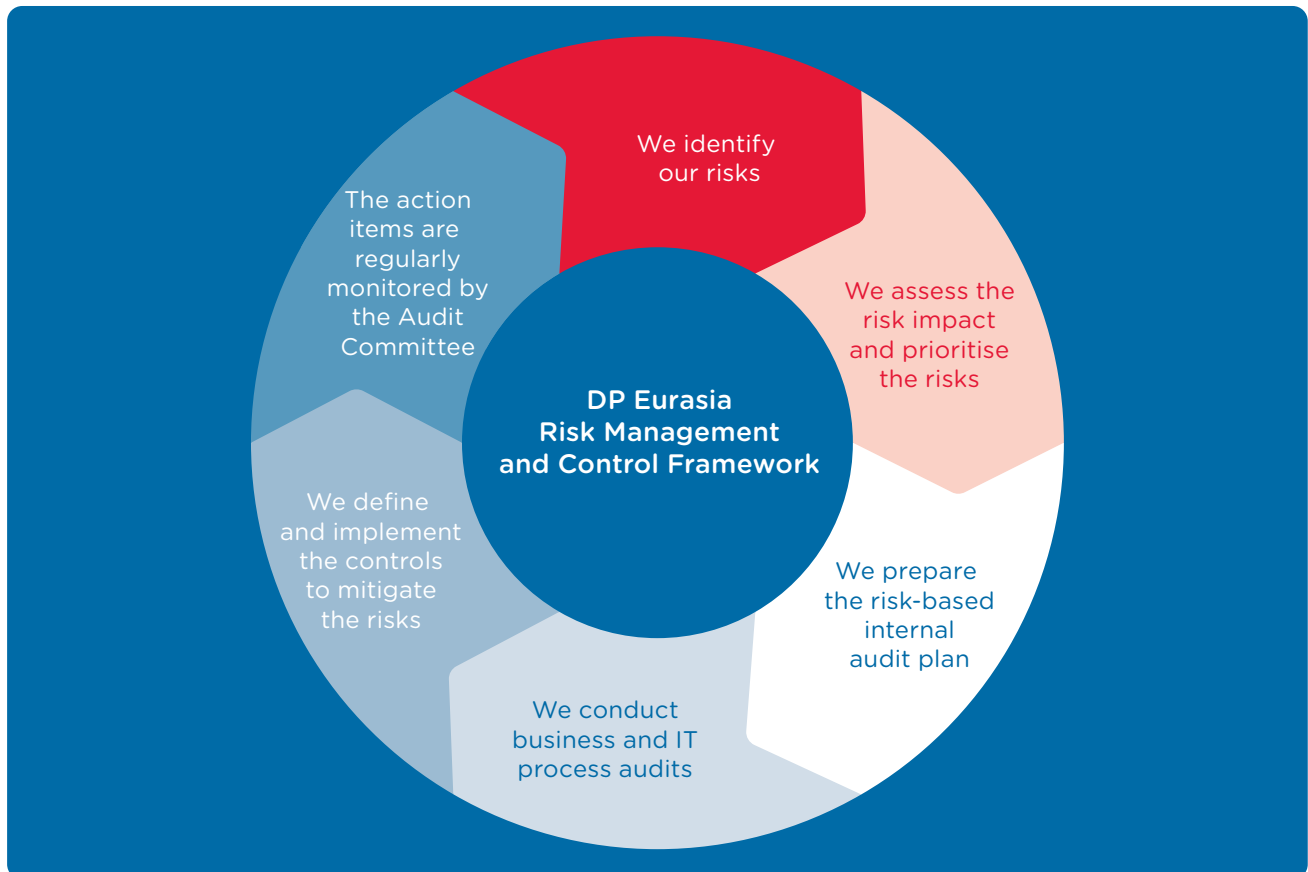 We identify
our risks
We assess the
risk impact
and prioritise
the risks
We prepare
the risk-based
internal
audit plan
We conduct
business and IT
process audits
We define
and implement
the controls
to mitigate
the risks
The action
items are
regularly
monitored by
the Audit
Committee
DP Eurasia
Risk Management
and Control Framework